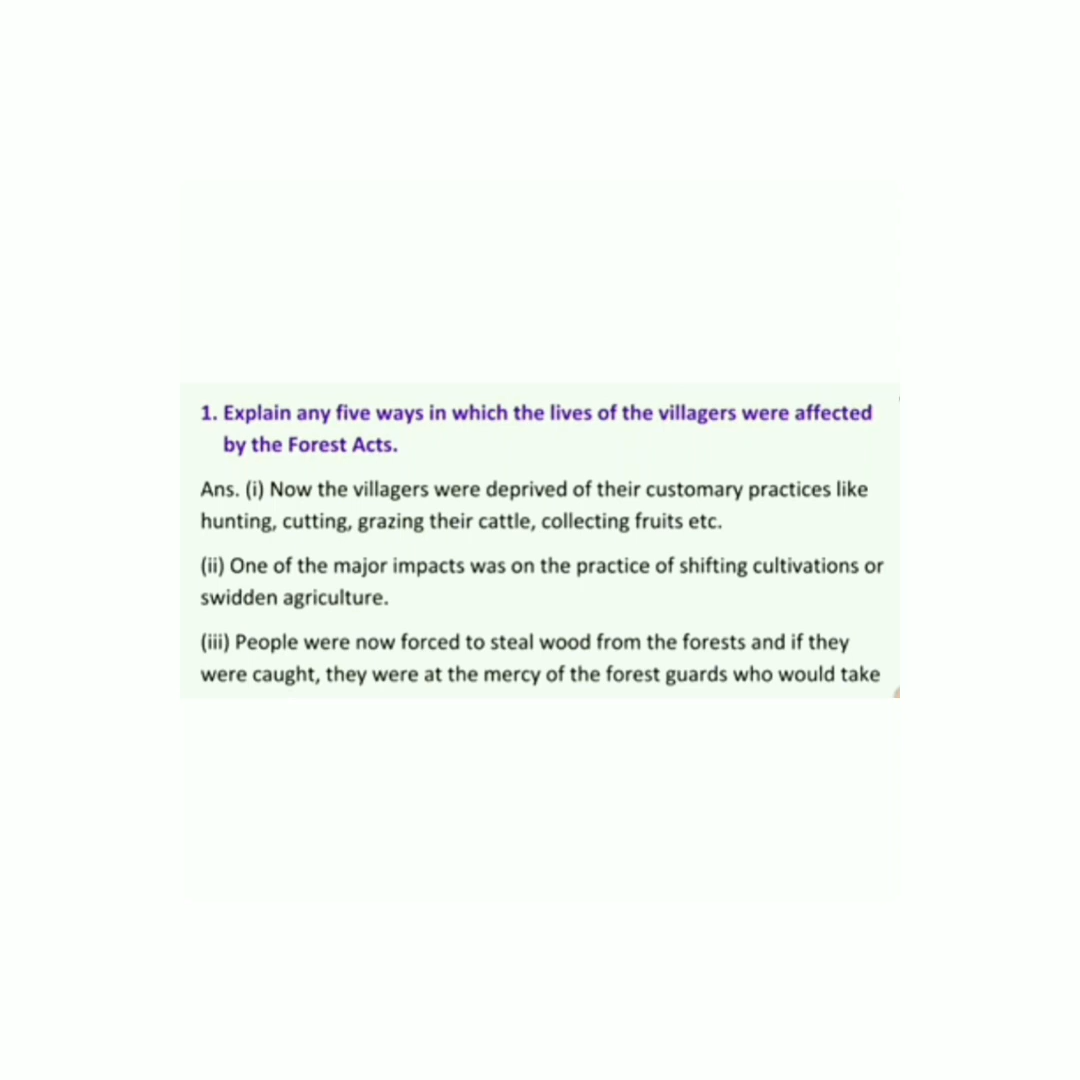 1. Explain any five ways in which the lives of the villagers were affected
by the Forest Acts.
Ans. (i) Now the villagers were deprived of their customary practices like
hunting, cutting, grazing their cattle, collecting fruits etc.
(ii) One of the major impacts was on the practice of shifting cultivations or
swidden agriculture.
(iii) People were now forced to steal wood from the forests and if they
were caught, they were at the mercy of the forest guards who would take